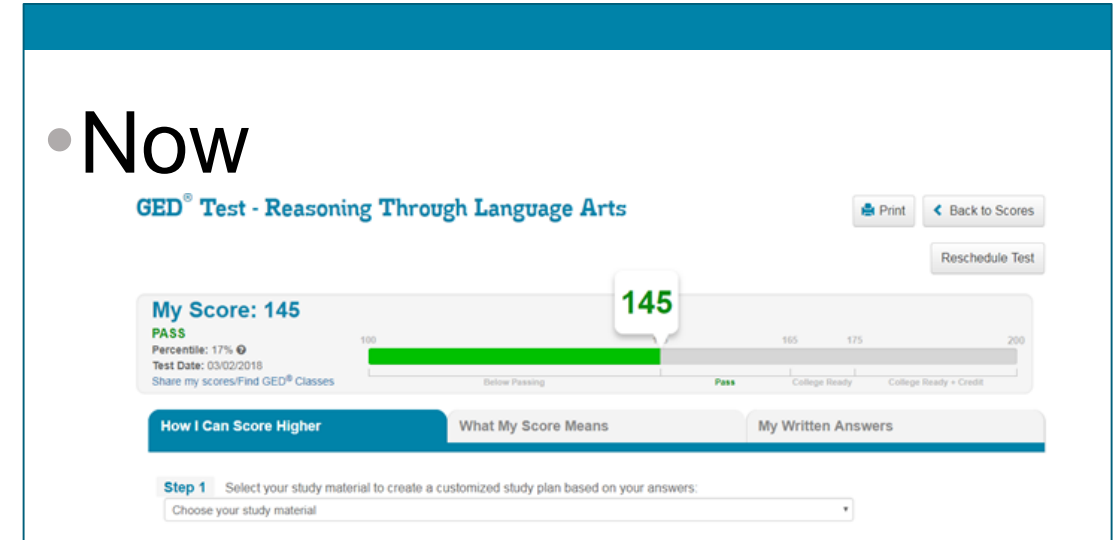 •Now
GED® Test - Reasoning Through Language Arts
Print
Back to Scores
Reschedule Test
My Score: 145
PASS
Percentile: 17%
Test Date: 03/02/2018
Share my scores/Find GED® Classes
145
100 165 175 200
Below Passing Pass College Ready College Ready + Credit
How I Can Score Higher What My Score Means My Written Answers
Step 1 Select your study material to create a customized study plan based on your answers:
Choose your study material